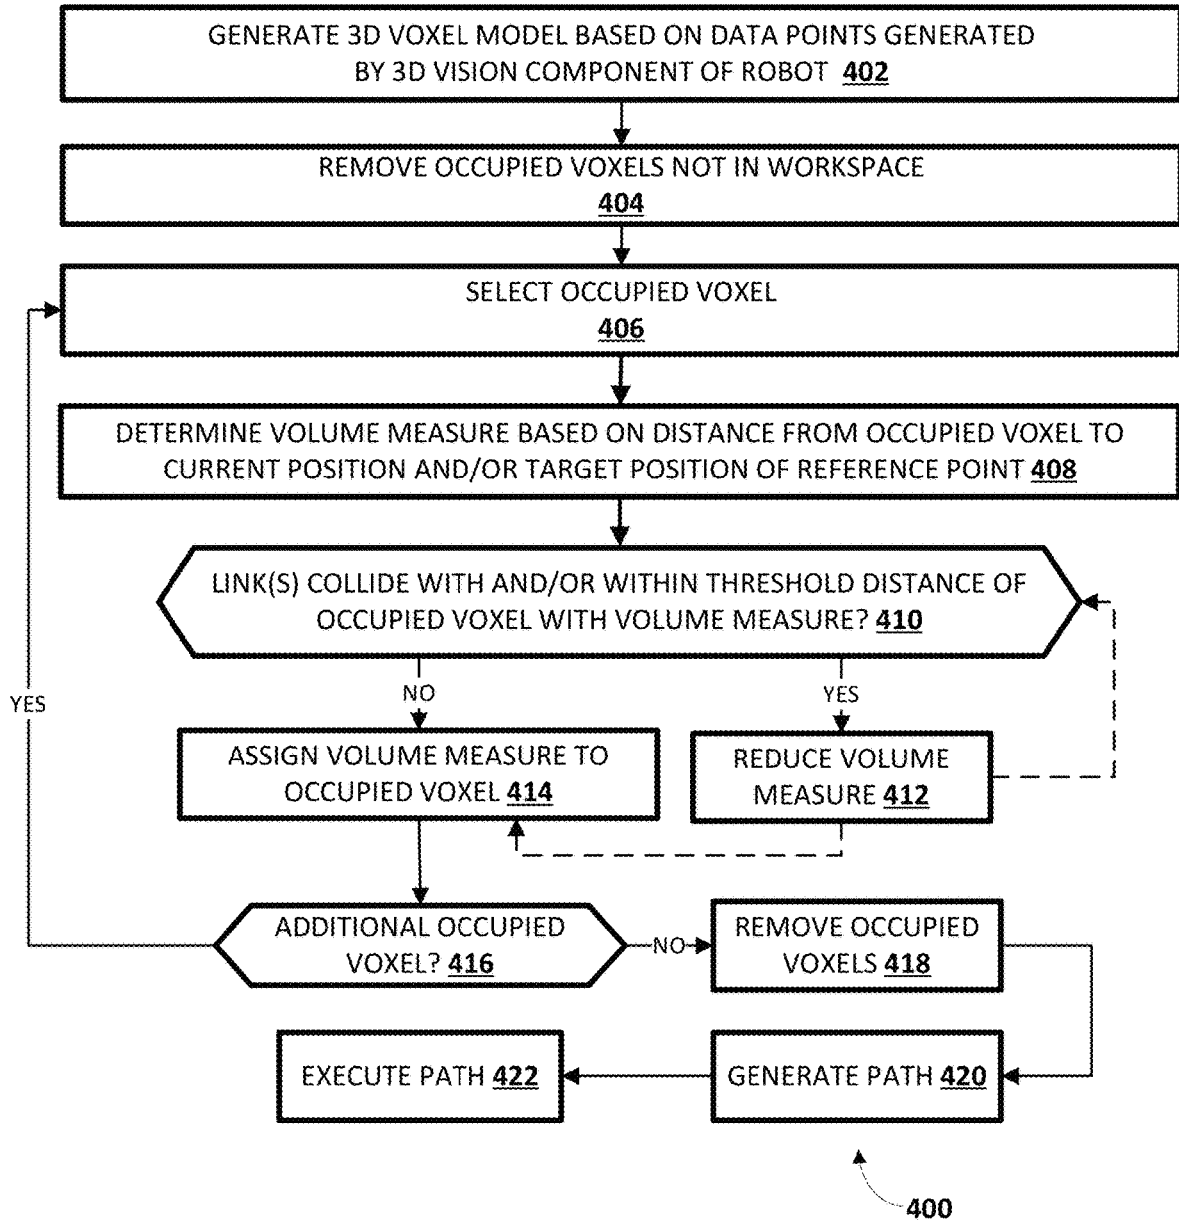 GENERATE 3D VOXEL MODEL BASED ON DATA POINTS GENERATED
BY 3D VISION COMPONENT OF ROBOT 402
REMOVE OCCUPIED VOXELS NOT IN WORKSPACE
404
SELECT OCCUPIED VOXEL
406
DETERMINE VOLUME MEASURE BASED ON DISTANCE FROM OCCUPIED VOXEL TO
CURRENT POSITION AND/OR TARGET POSITION OF REFERENCE POINT 408
LINK(S) COLLIDE WITH AND/OR WITHIN THRESHOLD DISTANCE OF
OCCUPIED VOXEL WITH VOLUME MEASURE? 410
NO
YES
YES
ASSIGN VOLUME MEASURE TO
OCCUPIED VOXEL 414
REDUCE VOLUME
MEASURE 412
ADDITIONAL OCCUPIED
VOXEL? 416
NO
REMOVE OCCUPIED
VOXELS 418
EXECUTE PATH 422
GENERATE PATH 420
400